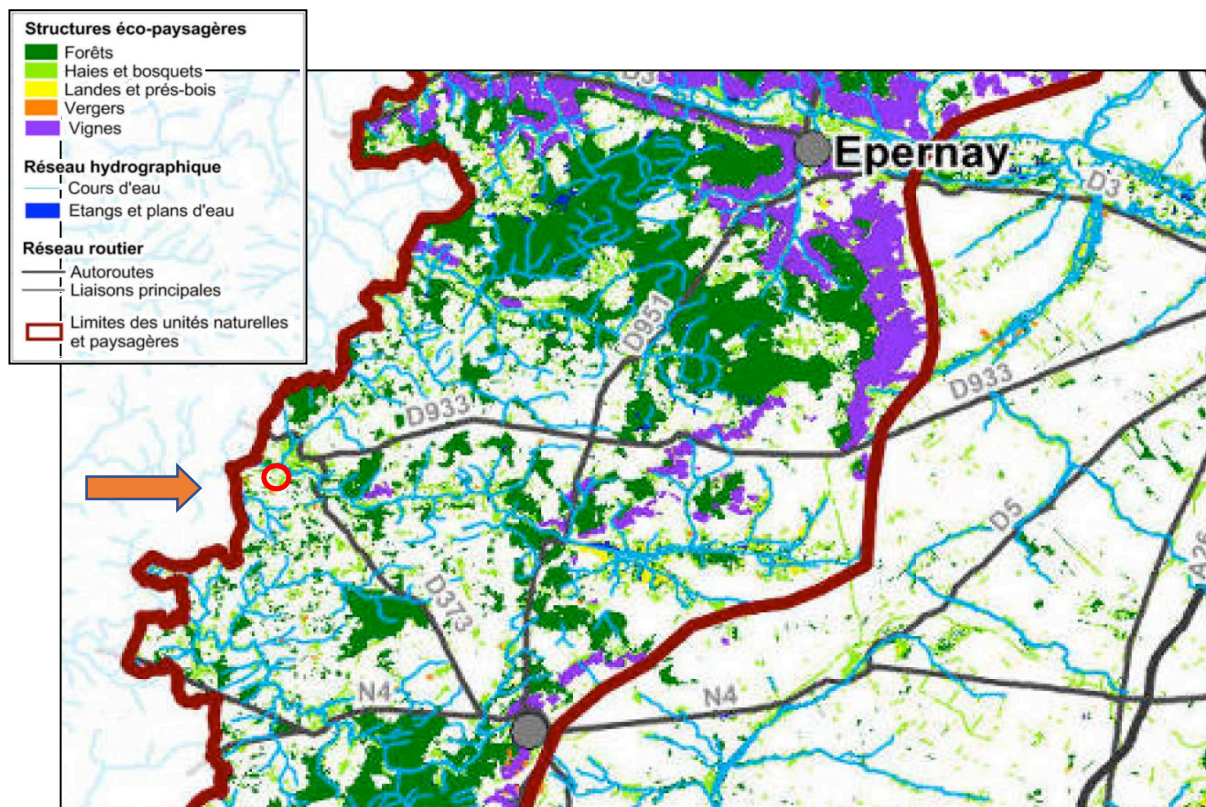 Structures éco-paysagères
Forêts
Haies et bosquets
Landes et prés-bois
Vergers
Vignes
Réseau hydrographique
Cours d'eau
Etangs et plans d'eau
Réseau routier
Autoroutes
Liaisons principales
Limites des unités naturelles
et paysagères
D3
Epernay
D3
D951
D933
D933
D5
A26
D373
N4
N4